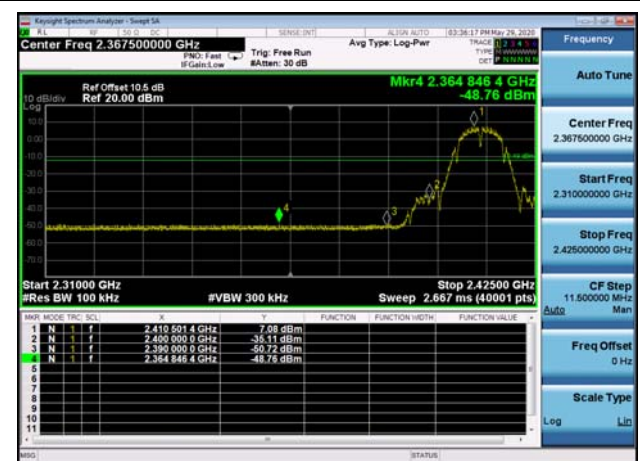 Keysight Spectrum Analyzer - Swept SA
RL RF 50 Ω DC SENSE:INT ALIGN AUTO 03:36:17 PM May 29, 2020
Center Freq 2.367500000 GHz
PNO: Fast
IFGain:Low
Trig: Free Run
#Atten: 30 dB
Avg Type: Log-Pwr
TRACE 1 2 3 4 5 6
TYPE
DET P N N N N N
Ref Offset 10.5 dB
10 dB/div Ref 20.00 dBm
Log
Mkr4 2.364 846 4 GHz
-48.76 dBm
10.0
0.00
-10.0
-20.0
-30.0
-40.0
-50.0
-60.0
-70.0
1
2
3
4
Start 2.31000 GHz
Stop 2.42500 GHz
#Res BW 100 kHz
#VBW 300 kHz
Sweep 2.667 ms (40001 pts)
MKR MODE TRC SCL X Y FUNCTION FUNCTION WIDTH FUNCTION VALUE
1 N 1 f 2.410 501 4 GHz 7.08 dBm
2 N 1 f 2.400 000 0 GHz -35.11 dBm
3 N 1 f 2.390 000 0 GHz -50.72 dBm
4 N 1 f 2.364 846 4 GHz -48.76 dBm
5
6
7
8
9
10
11
MSG
STATUS
Frequency
Auto Tune
Center Freq
2.367500000 GHz
Start Freq
2.310000000 GHz
Stop Freq
2.425000000 GHz
CF Step
11.500000 MHz
Auto Man
Freq Offset
0 Hz
Scale Type
Log Lin